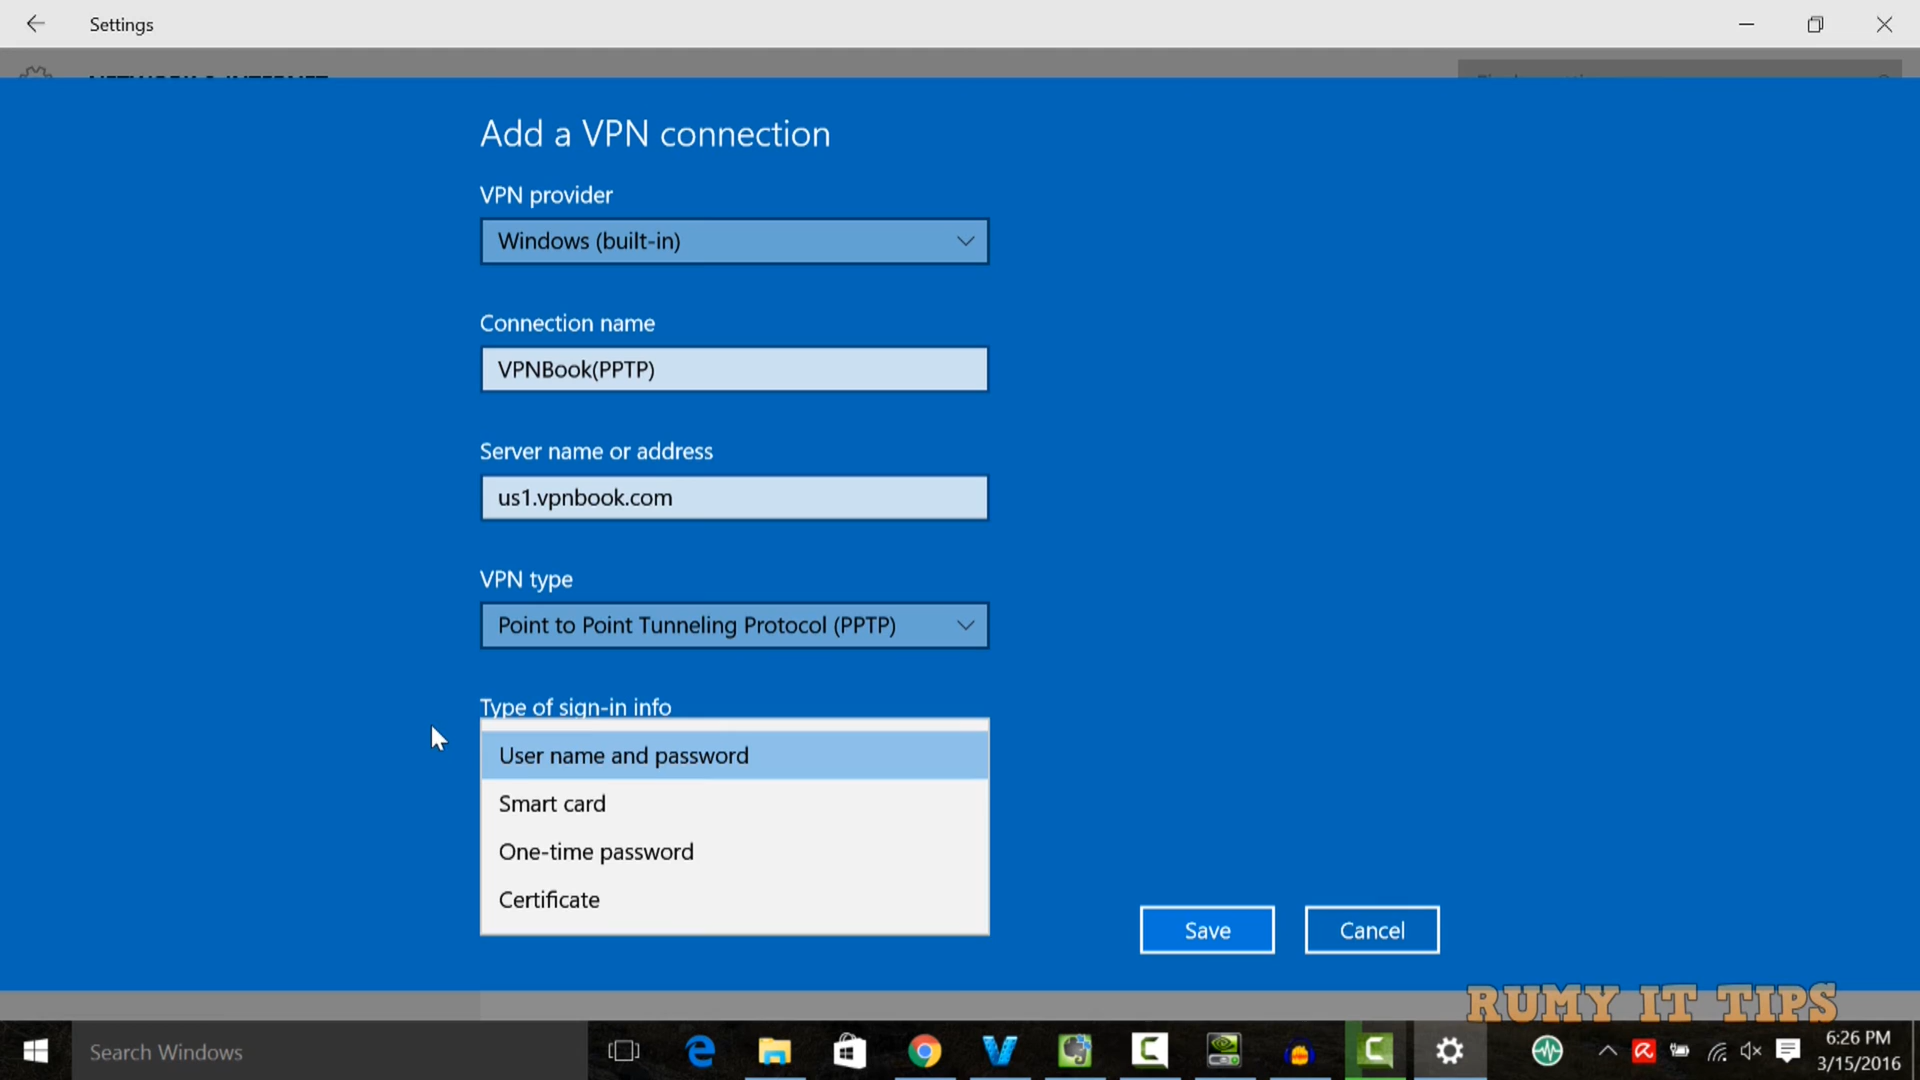 Settings
NETWORK & INTERNET
Add a VPN connection
VPN provider
Windows (built-in)
Connection name
VPNBook(PPTP)
Server name or address
us1.vpnbook.com
VPN type
Point to Point Tunneling Protocol (PPTP)
Type of sign-in info
User name and password
Smart card
One-time password
Certificate
Save
Cancel
RUMY IT TIPS
Search Windows
6:26 PM
3/15/2016